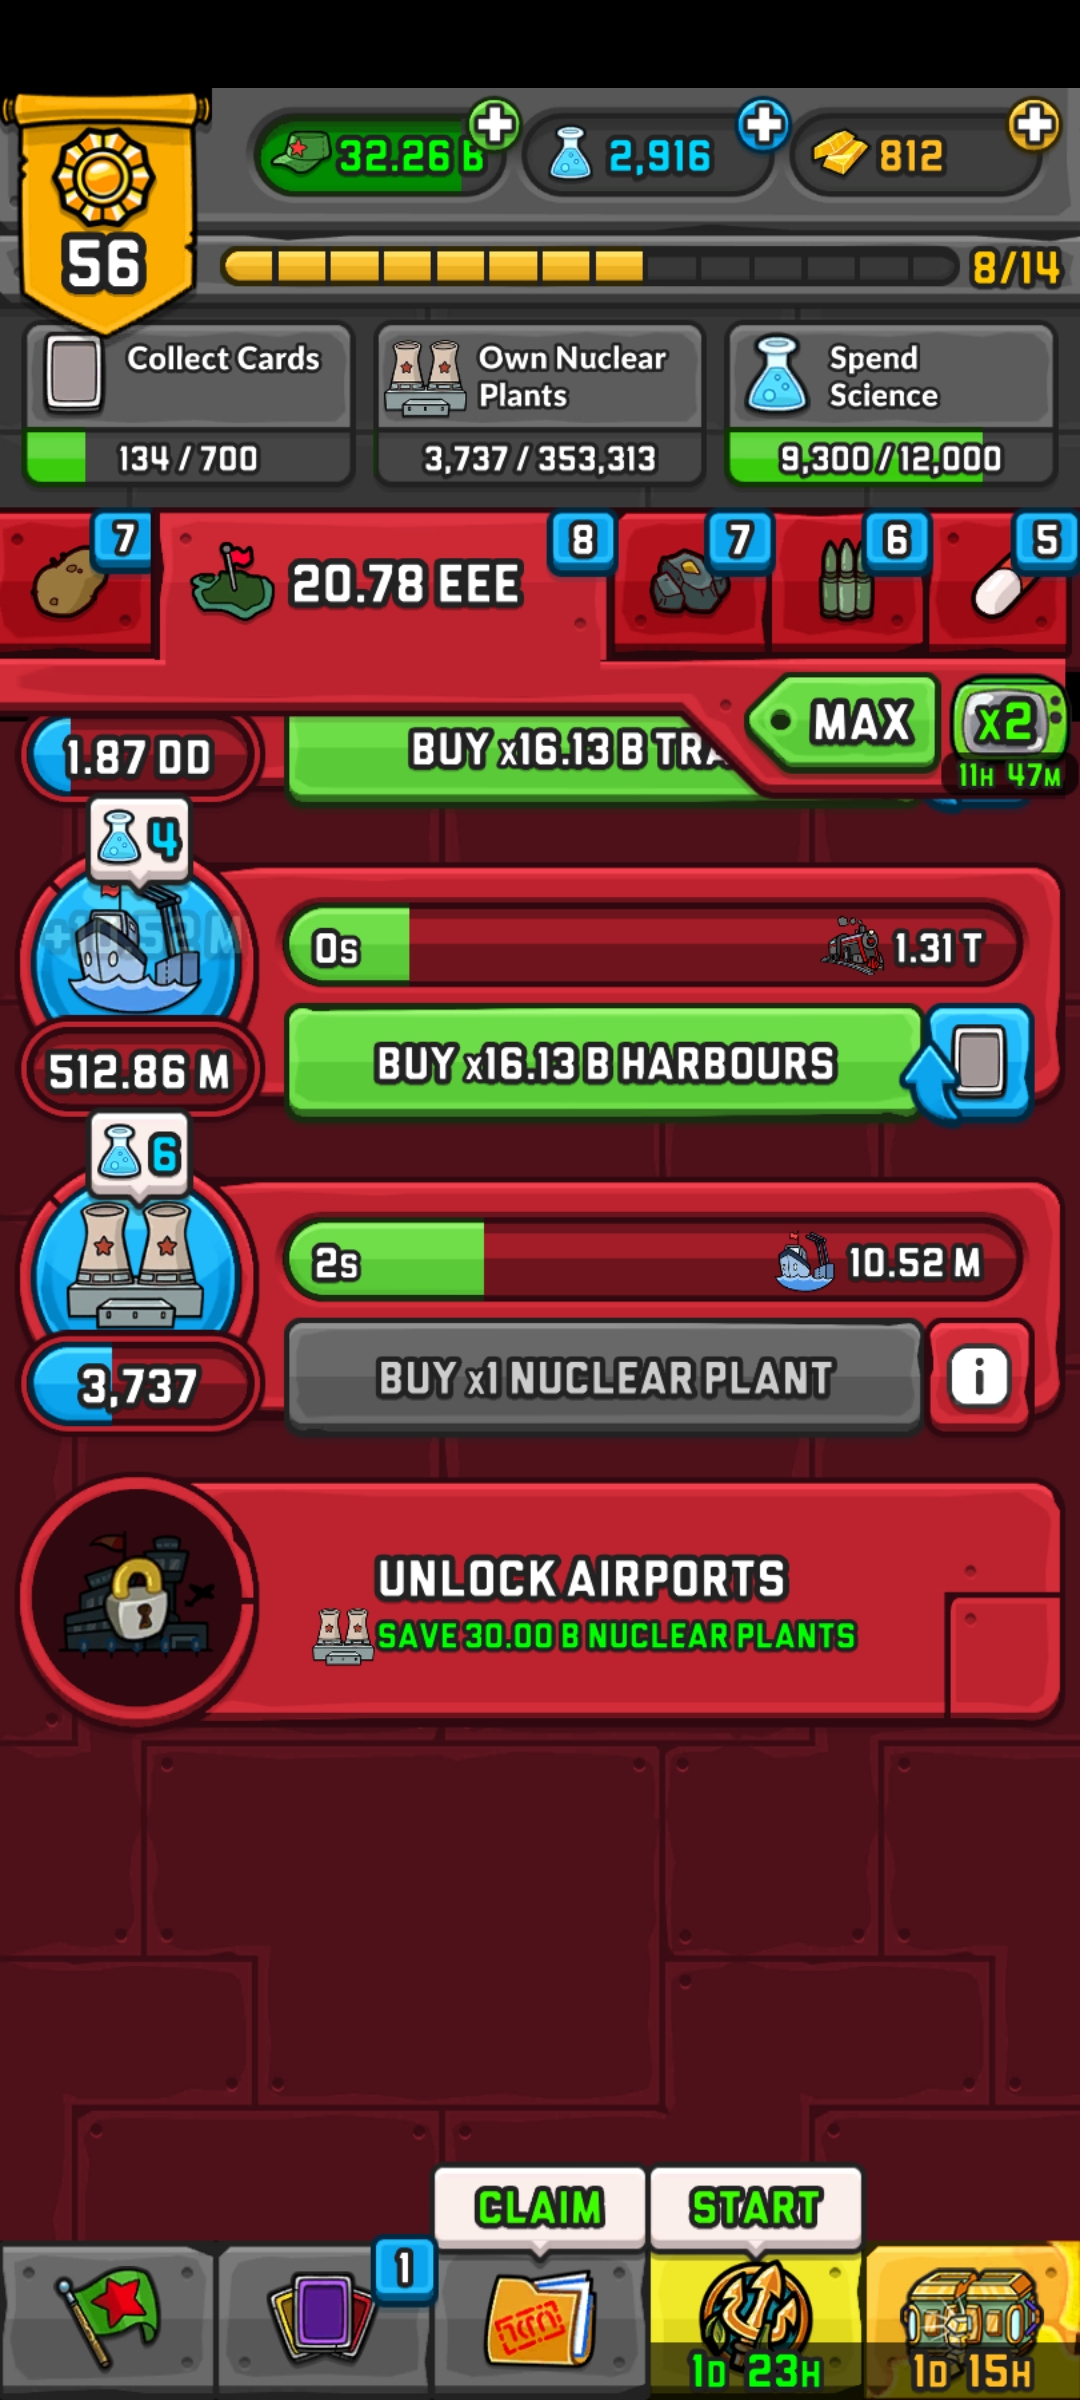 32.26 B
2,916
812
56
8/14
Collect Cards
134 / 700
Own Nuclear
Plants
3,737 / 353,313
Spend
Science
9,300 / 12,000
7
20.78 EEE
8
7
6
5
MAX
x2
11H 47M
1.87 DD
BUY x16.13 B
4
0s
1.31 T
512.86 M
BUY x16.13 B HARBOURS
6
2s
10.52 M
3,737
BUY x1 NUCLEAR PLANT
i
UNLOCK AIRPORTS
SAVE 30.00 B NUCLEAR PLANTS
CLAIM
START
1
1D 23H
1D 15H